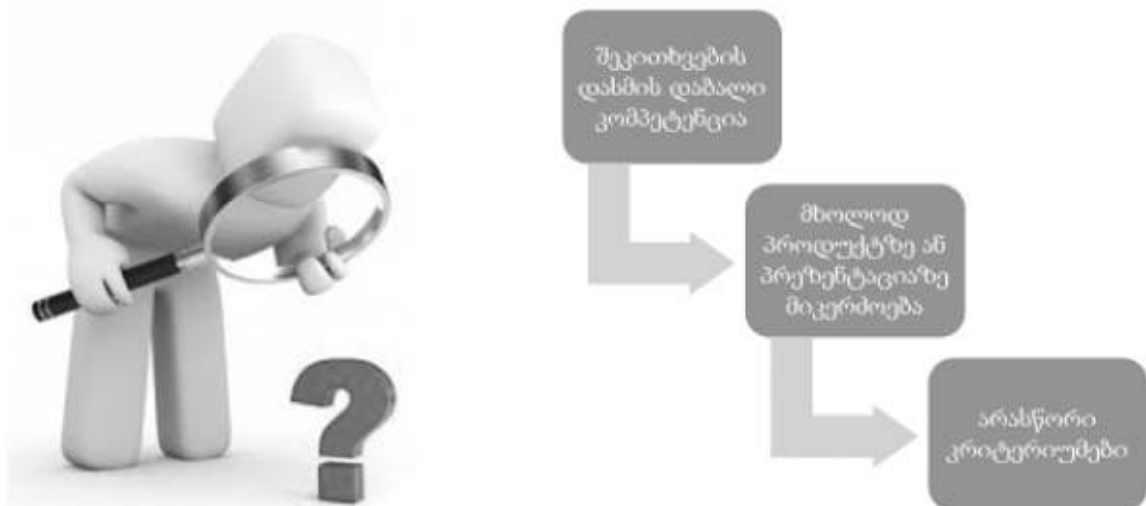 შეკითხვების
დასმის დაბალი
კომპეტენცია
მხოლოდ
პროდუქტზე ან
პრეზენტაციაზე
მიკერძოება
არასწორი
კრიტერიუმები
?